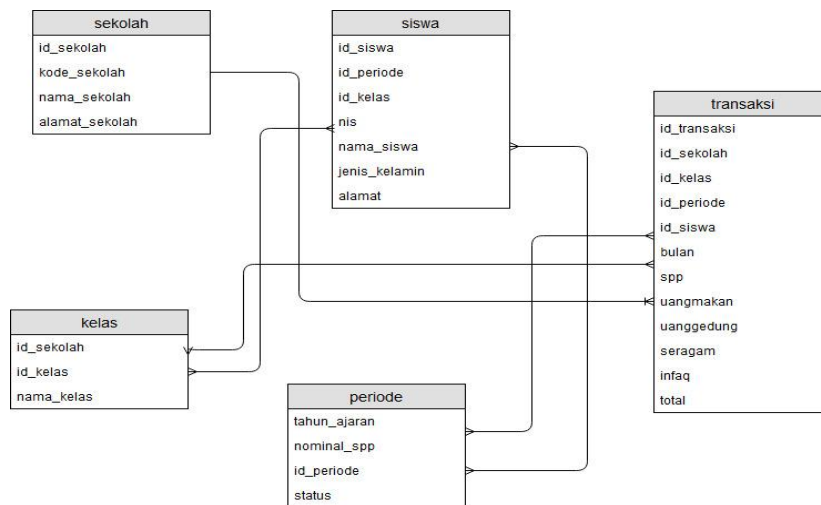 sekolah
id_sekolah
kode_sekolah
nama_sekolah
alamat_sekolah
siswa
id_siswa
id_periode
id_kelas
nis
nama_siswa
jenis_kelamin
alamat
transaksi
id_transaksi
id_sekolah
id_kelas
id_periode
id_siswa
bulan
spp
uangmakan
uanggedung
seragam
infaq
total
kelas
id_sekolah
id_kelas
nama_kelas
periode
tahun_ajaran
nominal_spp
id_periode
status